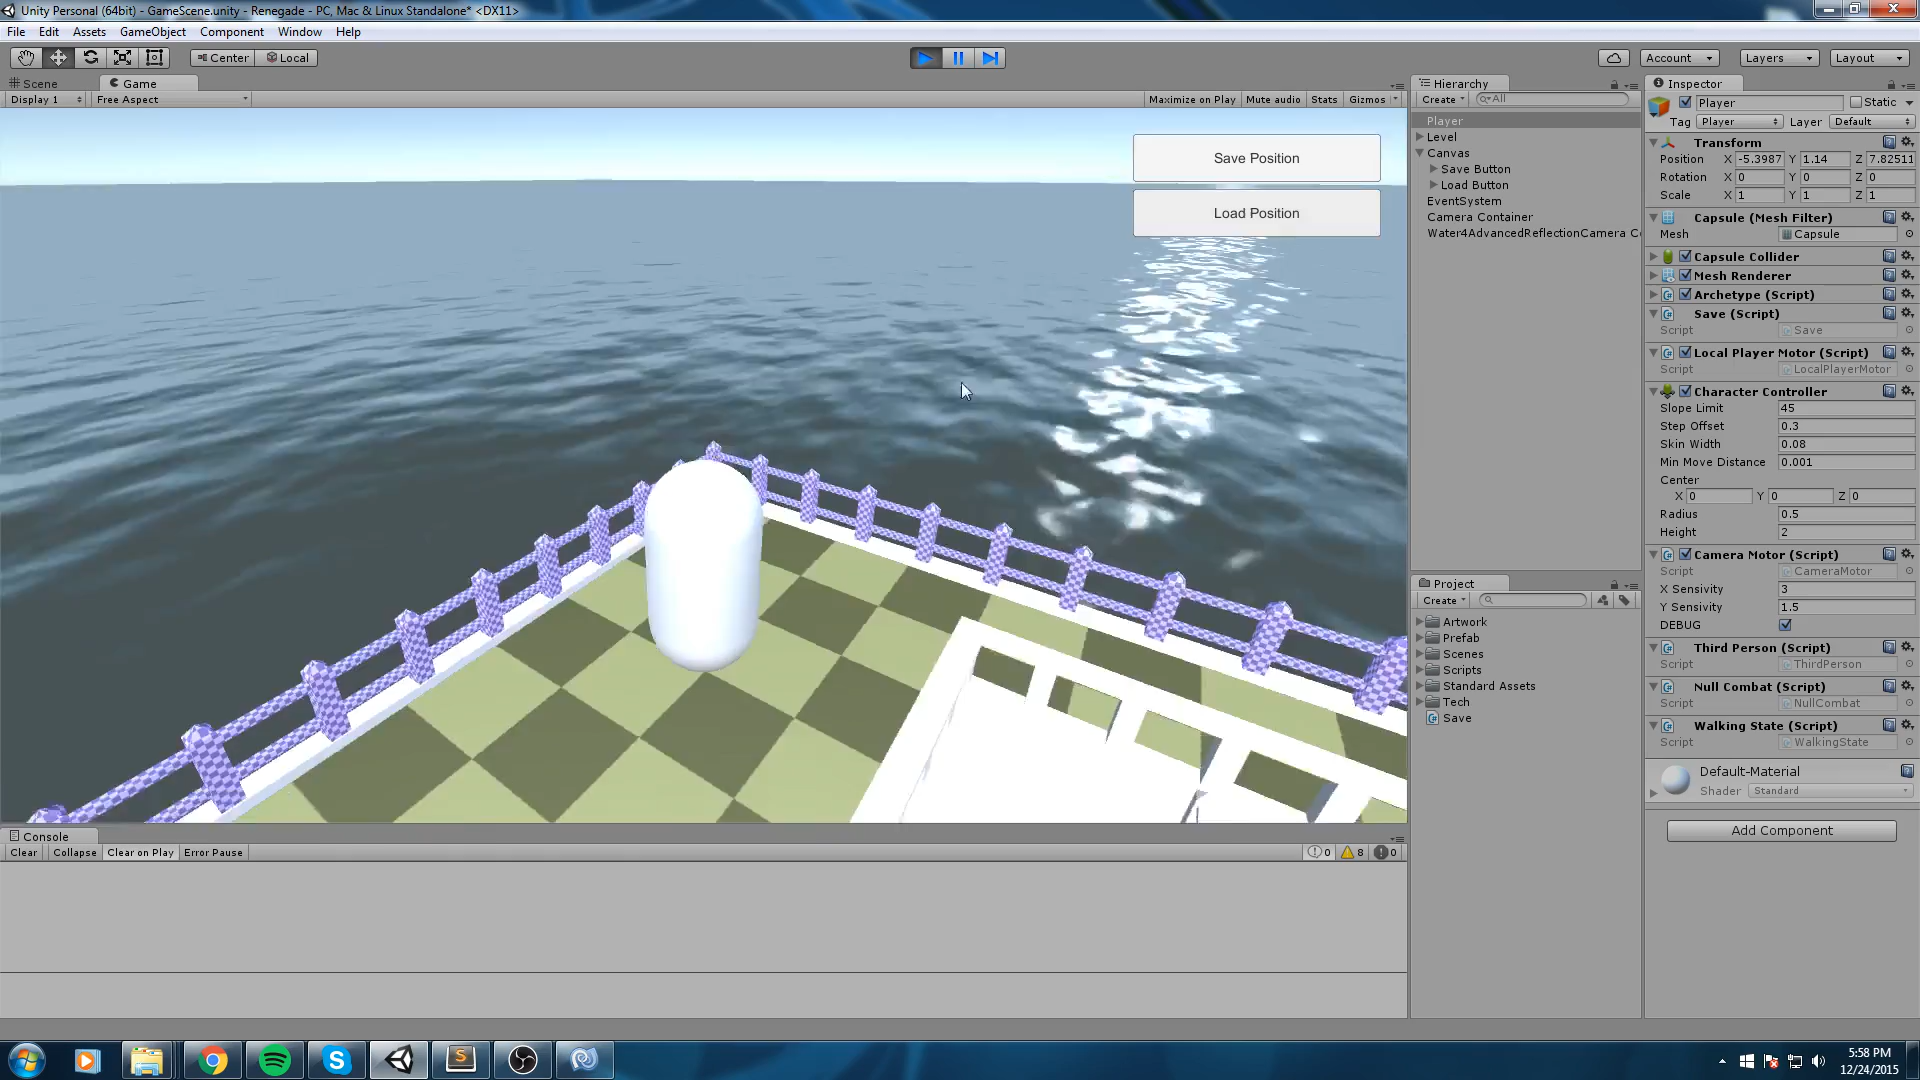 Unity Personal (64bit) - GameScene.unity - Renegade - PC, Mac & Linux Standalone* <DX11>
File Edit Assets GameObject Component Window Help
Center Local Account Layers Layout
Scene Game
Display 1 Free Aspect Maximize on Play Mute audio Stats Gizmos
Save Position
Load Position
Hierarchy
Create All
Player
Level
Canvas
Save Button
Load Button
EventSystem
Camera Container
Water4AdvancedReflectionCamera C
Project
Create
Artwork
Prefab
Scenes
Scripts
Standard Assets
Tech
Save
Inspector
Player Static
Tag Player Layer Default
Transform
Position X -5.3987 Y 1.14 Z 7.82511
Rotation X 0 Y 0 Z 0
Scale X 1 Y 1 Z 1
Capsule (Mesh Filter)
Mesh Capsule
Capsule Collider
Mesh Renderer
Archetype (Script)
Save (Script)
Script Save
Local Player Motor (Script)
Script LocalPlayerMotor
Character Controller
Slope Limit 45
Step Offset 0.3
Skin Width 0.08
Min Move Distance 0.001
Center
X 0 Y 0 Z 0
Radius 0.5
Height 2
Camera Motor (Script)
Script CameraMotor
X Sensivity 3
Y Sensivity 1.5
DEBUG
Third Person (Script)
Script ThirdPerson
Null Combat (Script)
Script NullCombat
Walking State (Script)
Script WalkingState
Default-Material
Shader Standard
Add Component
Console
Clear Collapse Clear on Play Error Pause 0 8 0
5:58 PM
12/24/2015